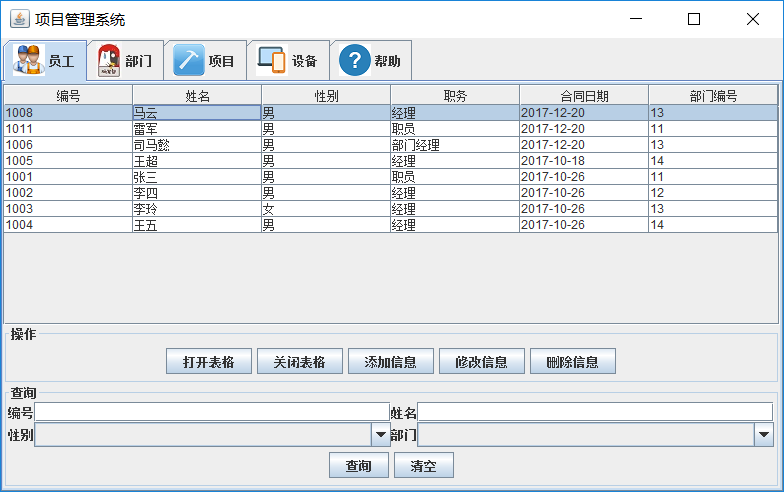 项目管理系统
员工 部门 项目 设备 帮助
编号 姓名 性别 职务 合同日期 部门编号
1008 马云 男 经理 2017-12-20 13
1011 雷军 男 职员 2017-12-20 11
1006 司马懿 男 部门经理 2017-12-20 13
1005 王超 男 经理 2017-10-18 14
1001 张三 男 职员 2017-10-26 11
1002 李四 男 经理 2017-10-26 12
1003 李玲 女 经理 2017-10-26 13
1004 王五 男 经理 2017-10-26 14
操作
打开表格 关闭表格 添加信息 修改信息 删除信息
查询
编号 姓名
性别 部门
查询 清空